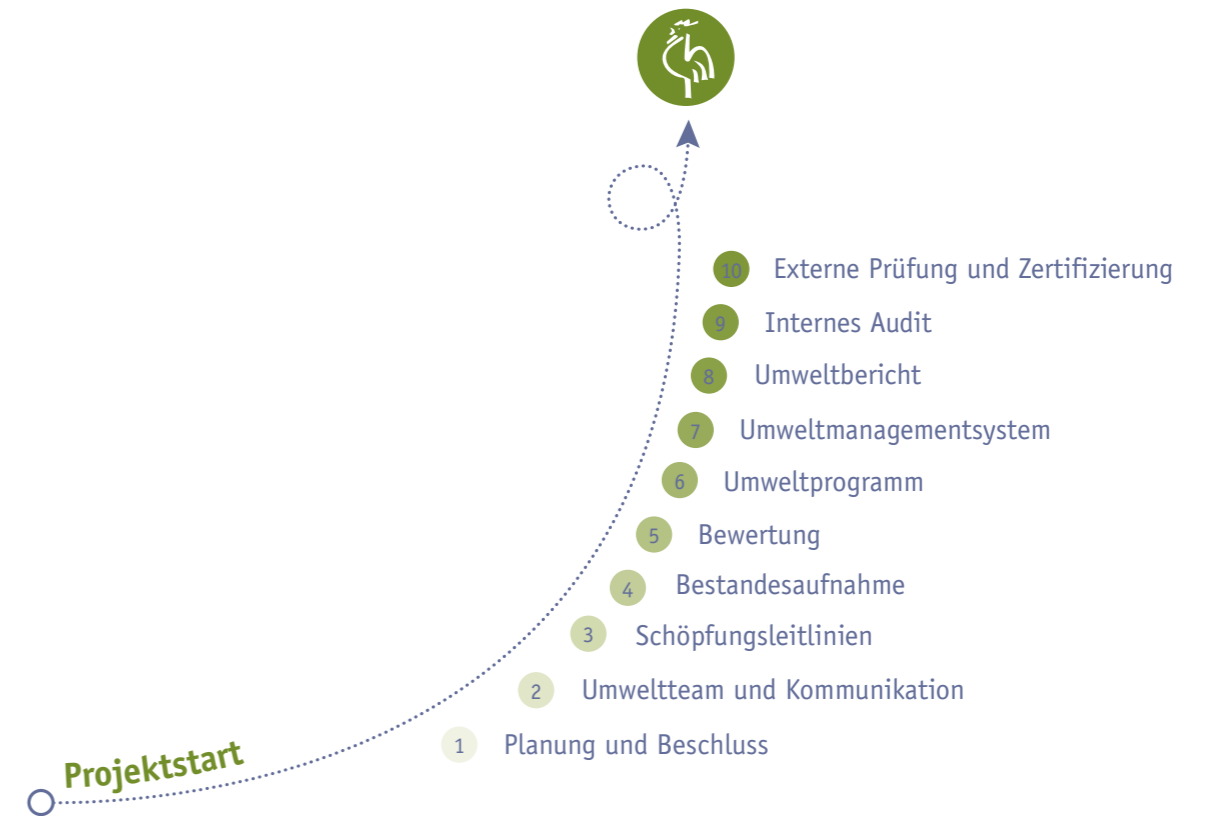 10 Externe Prüfung und Zertifizierung
9 Internes Audit
8 Umweltbericht
7 Umweltmanagementsystem
6 Umweltprogramm
5 Bewertung
4 Bestandesaufnahme
3 Schöpfungsleitlinien
2 Umweltteam und Kommunikation
1 Planung und Beschluss
Projektstart